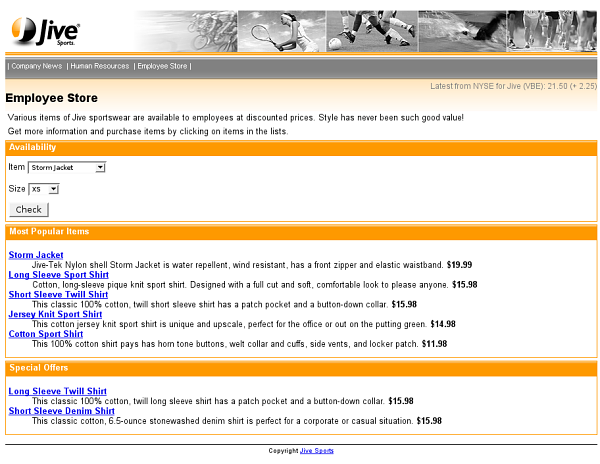 Jive®
Sports.
| Company News | Human Resources | Employee Store |
Latest from NYSE for Jive (VBE): 21.50 (+ 2.25)
Employee Store
Various items of Jive sportswear are available to employees at discounted prices. Style has never been such good value!
Get more information and purchase items by clicking on items in the lists.
Availability
Item Storm Jacket
Size xs
Check
Most Popular Items
Storm Jacket
Jive-Tek Nylon shell Storm Jacket is water repellent, wind resistant, has a front zipper and elastic waistband. $19.99
Long Sleeve Sport Shirt
Cotton, long-sleeve pique knit sport shirt. Designed with a full cut and soft, comfortable look to please anyone. $15.98
Short Sleeve Twill Shirt
This classic 100% cotton, twill short sleeve shirt has a patch pocket and a button-down collar. $15.98
Jersey Knit Sport Shirt
This cotton jersey knit sport shirt is unique and upscale, perfect for the office or out on the putting green. $14.98
Cotton Sport Shirt
This 100% cotton shirt pays has horn tone buttons, welt collar and cuffs, side vents, and locker patch. $11.98
Special Offers
Long Sleeve Twill Shirt
This classic 100% cotton, twill long sleeve shirt has a patch pocket and a button-down collar. $15.98
Short Sleeve Denim Shirt
This classic cotton, 6.5-ounce stonewashed denim shirt is perfect for a corporate or casual situation. $15.98
Copyright Jive Sports